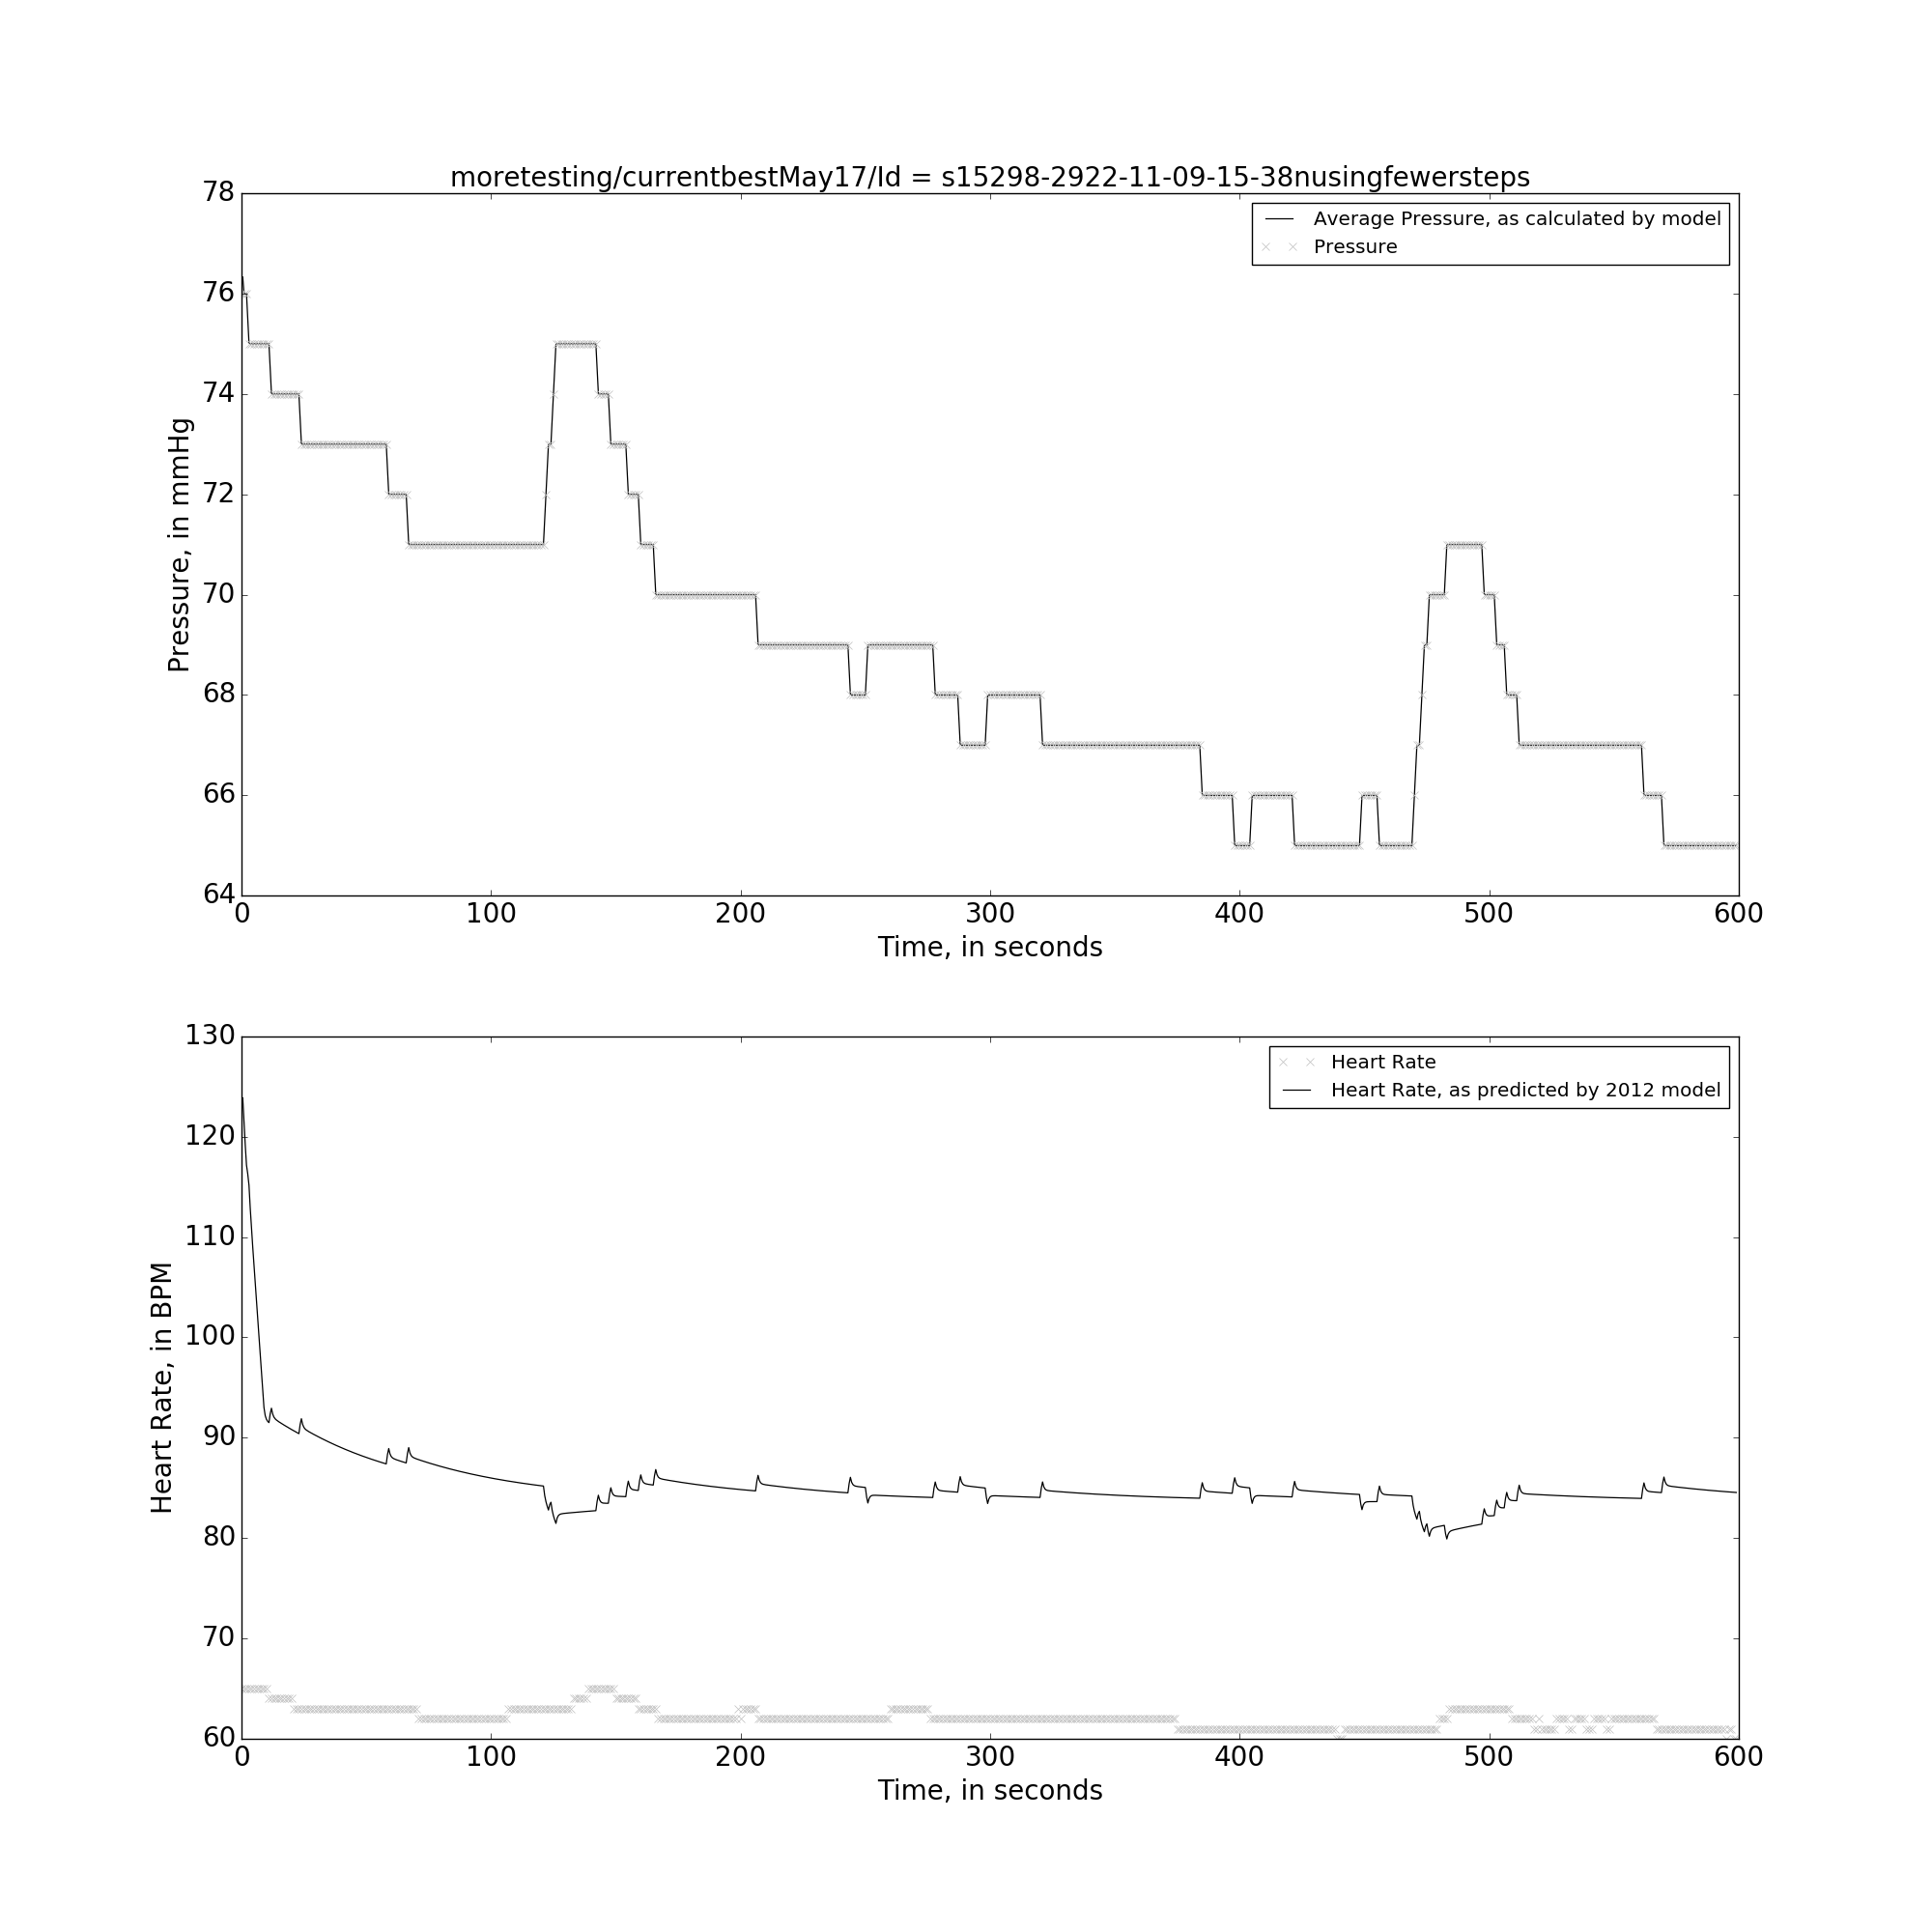 moretesting/currentbestMay17/Id = s15298-2922-11-09-15-38nusingfewersteps
78
76
74
72
70
68
66
64
Pressure, in mmHg
Average Pressure, as calculated by model
Pressure
0 100 200 300 400 500 600
Time, in seconds
130
120
110
100
90
80
70
60
Heart Rate, in BPM
Heart Rate
Heart Rate, as predicted by 2012 model
0 100 200 300 400 500 600
Time, in seconds